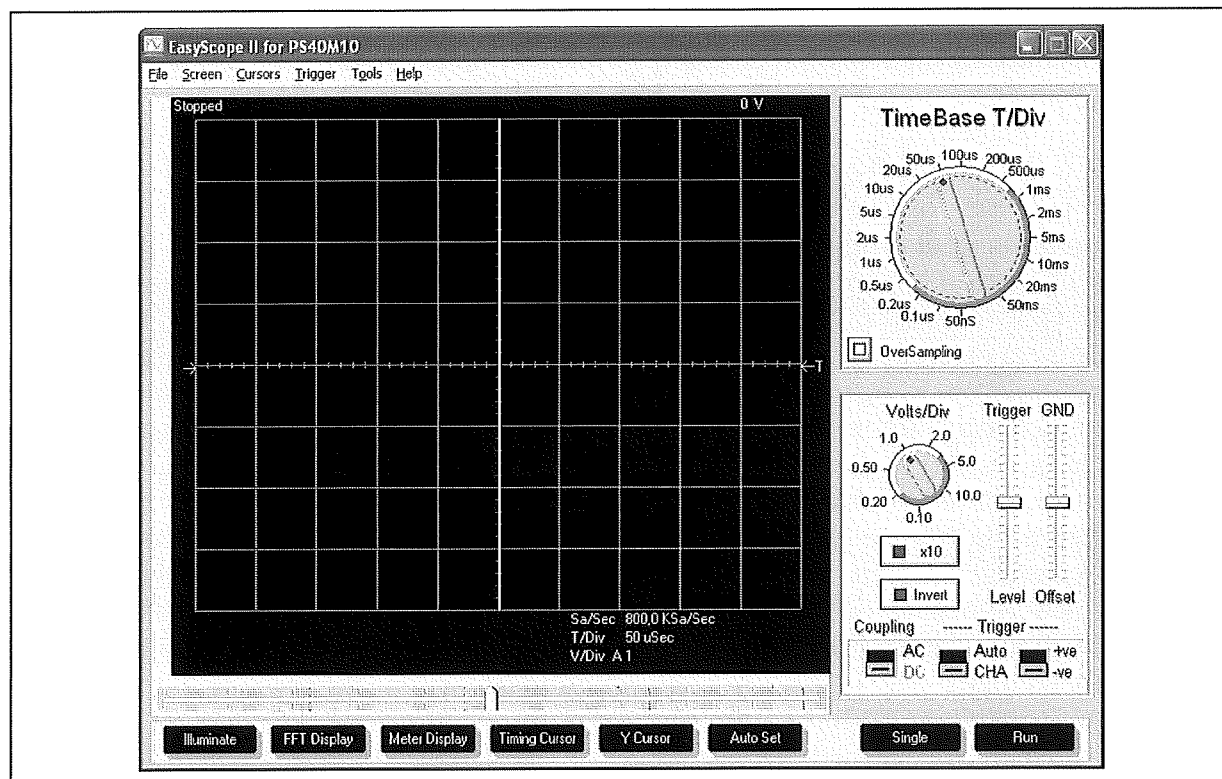 EasyScope II for PS40M10
File Screen Cursors Trigger Tools Help
Stopped
0 V
T
Sa/Sec 800,0 KSa/Sec
T/Div 50 uSec
V/Div A 1
TimeBase T/Div
50nS
0.1us
0.2us
0.5us
1us
2us
5us
10us
20us
50us
100us
200us
500us
1ms
2ms
5ms
10ms
20ms
50ms
OverSampling
Volts/Div
Trigger
GND
0.10
0.20
0.50
1.0
2.0
5.0
10.0
x10
Invert
Level
Offset
Coupling
----- Trigger -----
AC
DC
Auto
CHA
+ve
-ve
Illuminate
FFT Display
Meter Display
Timing Cursor
Y Cursor
Auto Set
Single
Run